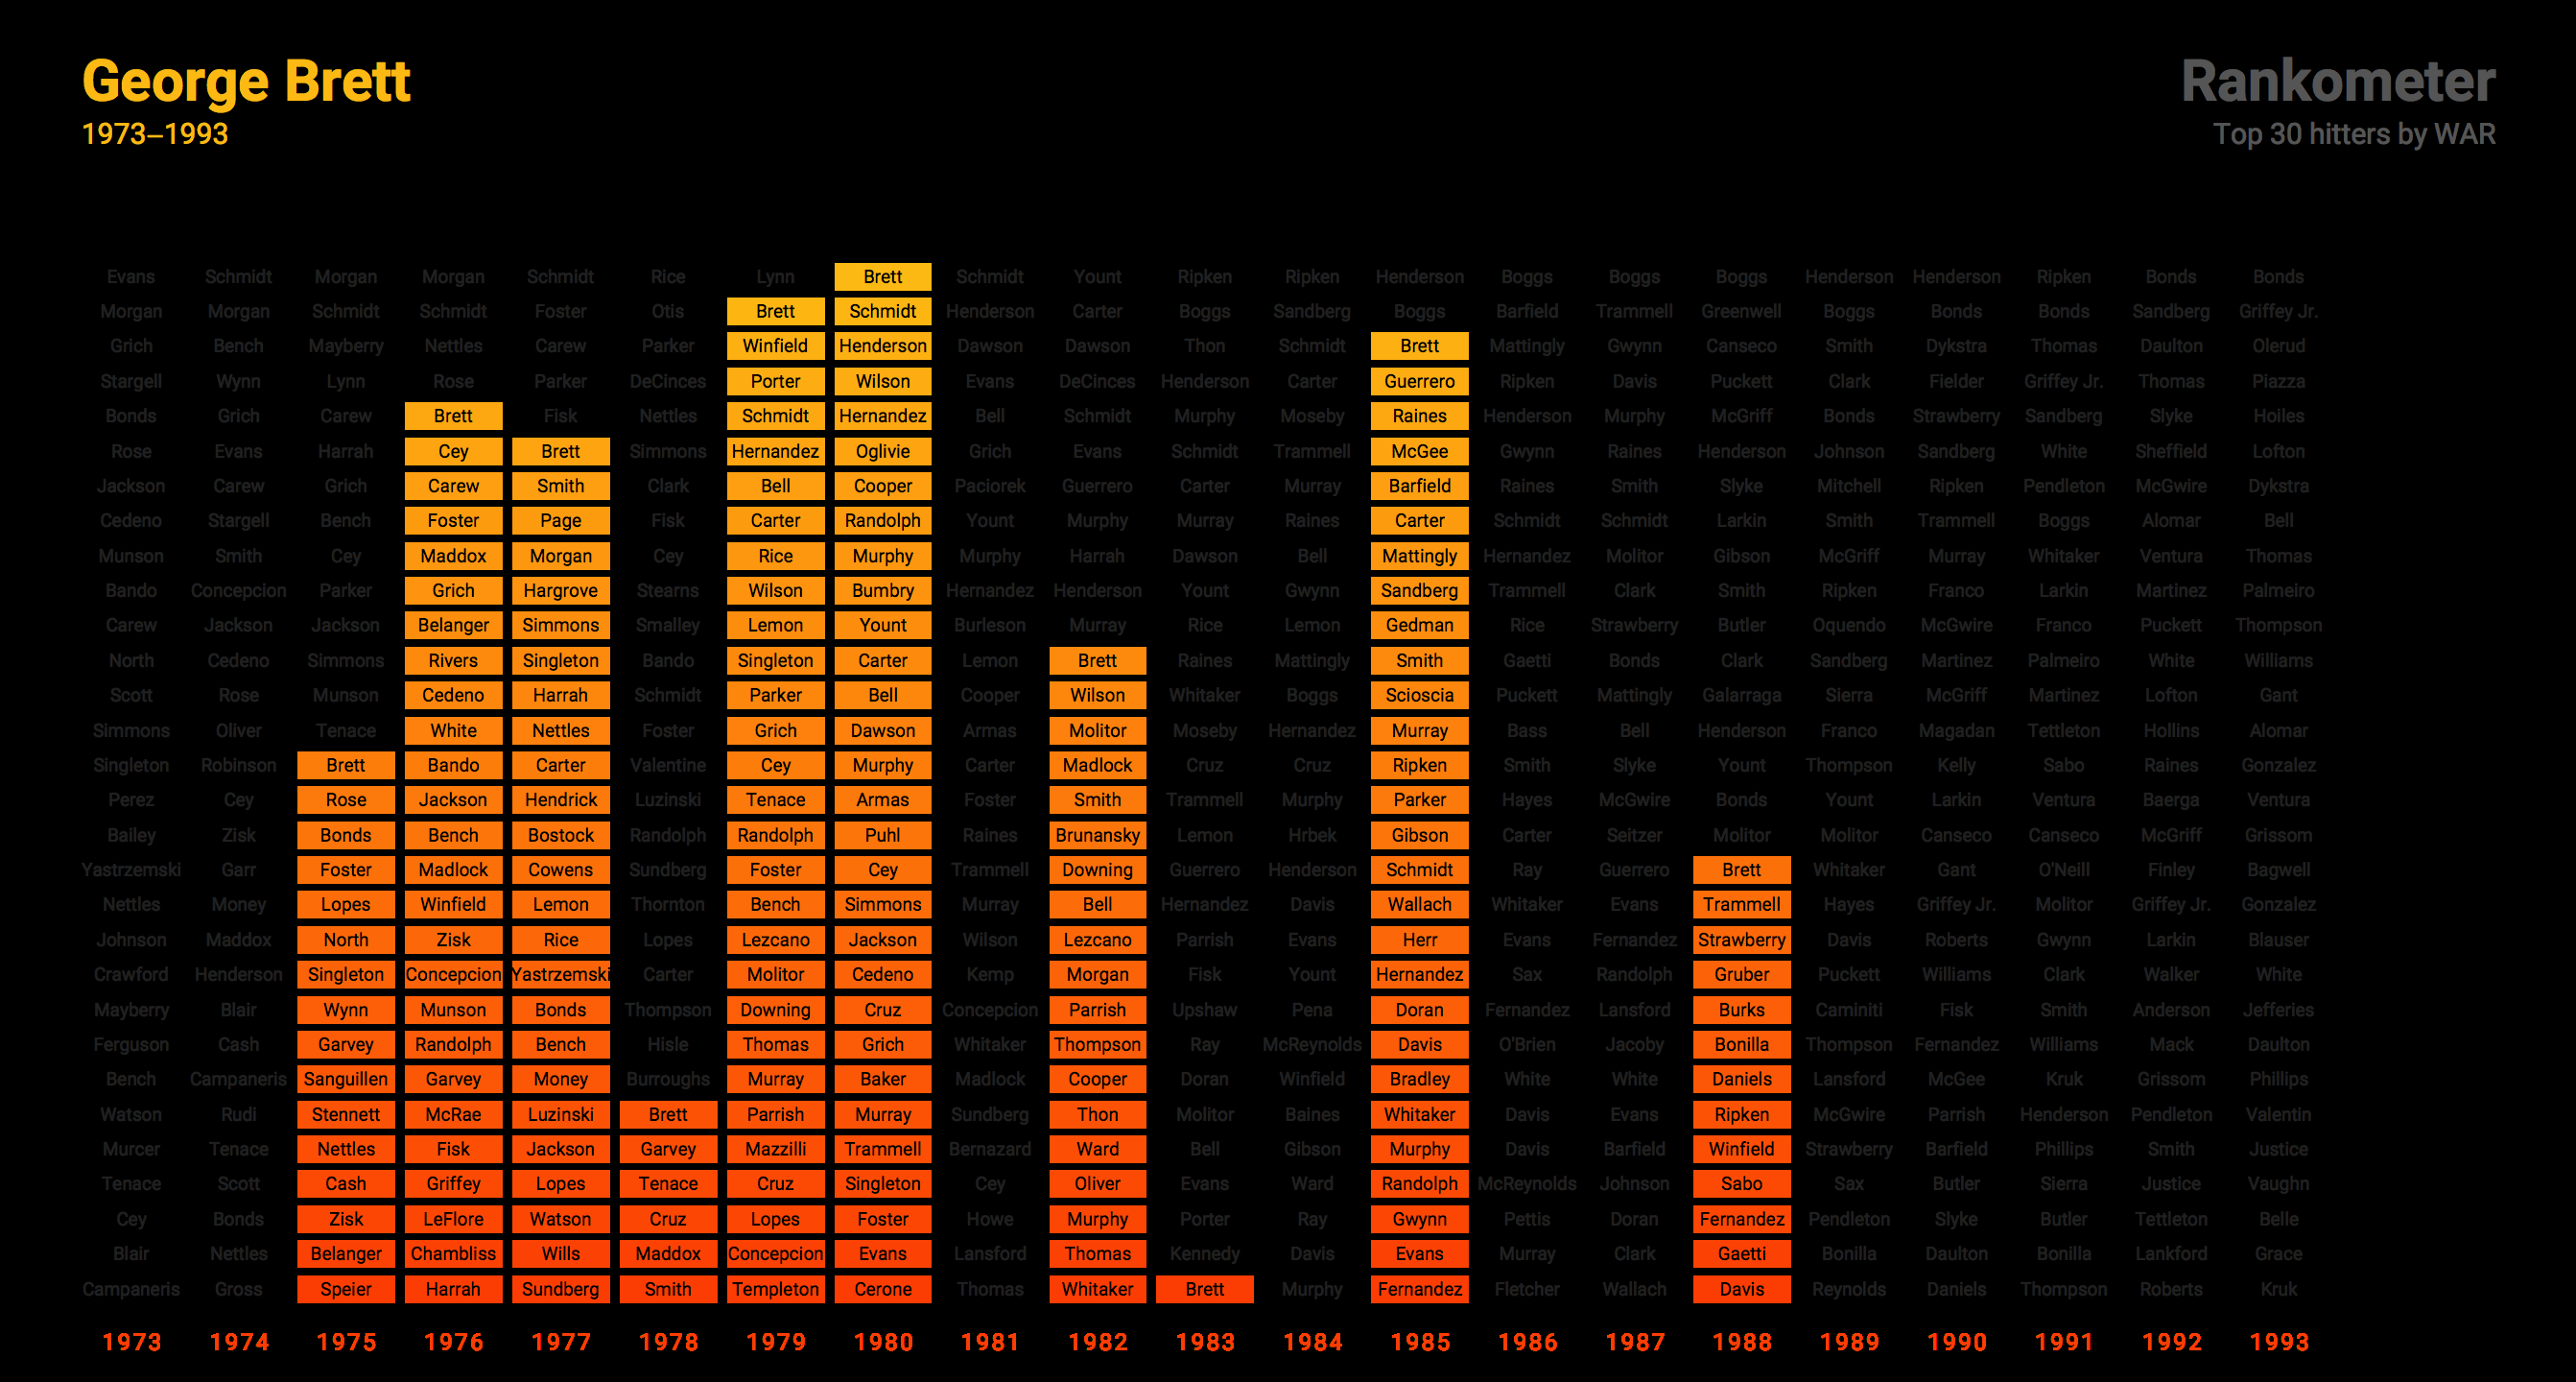 George Brett
1973–1993
Rankometer
Top 30 hitters by WAR
Evans Schmidt Morgan Morgan Schmidt Rice Lynn Brett Schmidt Yount Ripken Ripken Henderson Boggs Boggs Boggs Henderson Henderson Ripken Bonds Bonds
Morgan Morgan Schmidt Schmidt Foster Otis Brett Schmidt Henderson Carter Boggs Sandberg Boggs Barfield Trammell Greenwell Boggs Bonds Bonds Sandberg Griffey Jr.
Grich Bench Mayberry Nettles Carew Parker Winfield Henderson Dawson Dawson Thon Schmidt Brett Mattingly Gwynn Canseco Smith Dykstra Thomas Daulton Olerud
Stargell Wynn Lynn Rose Parker DeCinces Porter Wilson Evans DeCinces Henderson Carter Guerrero Ripken Davis Puckett Clark Fielder Griffey Jr. Thomas Piazza
Bonds Grich Carew Brett Fisk Nettles Schmidt Hernandez Bell Schmidt Murphy Moseby Raines Henderson Murphy McGriff Bonds Strawberry Sandberg Slyke Hoiles
Rose Evans Harrah Cey Brett Simmons Hernandez Oglivie Grich Evans Schmidt Trammell McGee Gwynn Raines Henderson Johnson Sandberg White Sheffield Lofton
Jackson Carew Grich Carew Smith Clark Bell Cooper Paciorek Guerrero Carter Murray Barfield Raines Smith Slyke Mitchell Ripken Pendleton McGwire Dykstra
Cedeno Stargell Bench Foster Page Fisk Carter Randolph Yount Murphy Murray Raines Carter Schmidt Schmidt Larkin Smith Trammell Boggs Alomar Bell
Munson Smith Cey Maddox Morgan Cey Rice Murphy Murphy Harrah Dawson Bell Mattingly Hernandez Molitor Gibson McGriff Murray Whitaker Ventura Thomas
Bando Concepcion Parker Grich Hargrove Stearns Wilson Bumbry Hernandez Henderson Yount Gwynn Sandberg Trammell Clark Smith Ripken Franco Larkin Martinez Palmeiro
Carew Jackson Jackson Belanger Simmons Smalley Lemon Yount Burleson Murray Rice Lemon Gedman Rice Strawberry Butler Oquendo McGwire Franco Puckett Thompson
North Cedeno Simmons Rivers Singleton Bando Singleton Carter Lemon Brett Raines Mattingly Smith Gaetti Bonds Clark Sandberg Martinez Palmeiro White Williams
Scott Rose Munson Cedeno Harrah Schmidt Parker Bell Cooper Wilson Whitaker Boggs Scioscia Puckett Mattingly Galarraga Sierra McGriff Martinez Lofton Gant
Simmons Oliver Tenace White Nettles Foster Grich Dawson Armas Molitor Moseby Hernandez Murray Bass Bell Henderson Franco Magadan Tettleton Hollins Alomar
Singleton Robinson Brett Bando Carter Valentine Cey Murphy Carter Madlock Cruz Cruz Ripken Smith Slyke Yount Thompson Kelly Sabo Raines Gonzalez
Perez Cey Rose Jackson Hendrick Luzinski Tenace Armas Foster Smith Trammell Murphy Parker Hayes McGwire Bonds Yount Larkin Ventura Baerga Ventura
Bailey Zisk Bonds Bench Bostock Randolph Randolph Puhl Raines Brunansky Lemon Hrbek Gibson Carter Seitzer Molitor Molitor Canseco Canseco McGriff Grissom
Yastrzemski Garr Foster Madlock Cowens Sundberg Foster Cey Trammell Downing Guerrero Henderson Schmidt Ray Guerrero Brett Whitaker Gant O'Neill Finley Bagwell
Nettles Money Lopes Winfield Lemon Thornton Bench Simmons Murray Bell Hernandez Davis Wallach Whitaker Evans Trammell Hayes Griffey Jr. Molitor Griffey Jr. Gonzalez
Johnson Maddox North Zisk Rice Lopes Lezcano Jackson Wilson Lezcano Parrish Evans Herr Evans Fernandez Strawberry Davis Roberts Gwynn Larkin Blauser
Crawford Henderson Singleton Concepcion Yastrzemski Carter Molitor Cedeno Kemp Morgan Fisk Yount Hernandez Sax Randolph Gruber Puckett Williams Clark Walker White
Mayberry Blair Wynn Munson Bonds Thompson Downing Cruz Concepcion Parrish Upshaw Pena Doran Fernandez Lansford Burks Caminiti Fisk Smith Anderson Jefferies
Ferguson Cash Garvey Randolph Bench Hisle Thomas Grich Whitaker Thompson Ray McReynolds Davis O'Brien Jacoby Bonilla Thompson Fernandez Williams Mack Daulton
Bench Campaneris Sanguillen Garvey Money Burroughs Murray Baker Madlock Cooper Doran Winfield Bradley White White Daniels Lansford McGee Kruk Grissom Phillips
Watson Rudi Stennett McRae Luzinski Brett Parrish Murray Sundberg Thon Molitor Baines Whitaker Davis Evans Ripken McGwire Parrish Henderson Pendleton Valentin
Murcer Tenace Nettles Fisk Jackson Garvey Mazzilli Trammell Bernazard Ward Bell Gibson Murphy Davis Barfield Winfield Strawberry Barfield Phillips Smith Justice
Tenace Scott Cash Griffey Lopes Tenace Cruz Singleton Cey Oliver Evans Ward Randolph McReynolds Johnson Sabo Sax Butler Sierra Justice Vaughn
Cey Bonds Zisk LeFlore Watson Cruz Lopes Foster Howe Murphy Porter Ray Gwynn Pettis Doran Fernandez Pendleton Slyke Butler Tettleton Belle
Blair Nettles Belanger Chambliss Wills Maddox Concepcion Evans Lansford Thomas Kennedy Davis Evans Murray Clark Gaetti Bonilla Daulton Bonilla Lankford Grace
Campaneris Gross Speier Harrah Sundberg Smith Templeton Cerone Thomas Whitaker Brett Murphy Fernandez Fletcher Wallach Davis Reynolds Daniels Thompson Roberts Kruk
1973 1974 1975 1976 1977 1978 1979 1980 1981 1982 1983 1984 1985 1986 1987 1988 1989 1990 1991 1992 1993